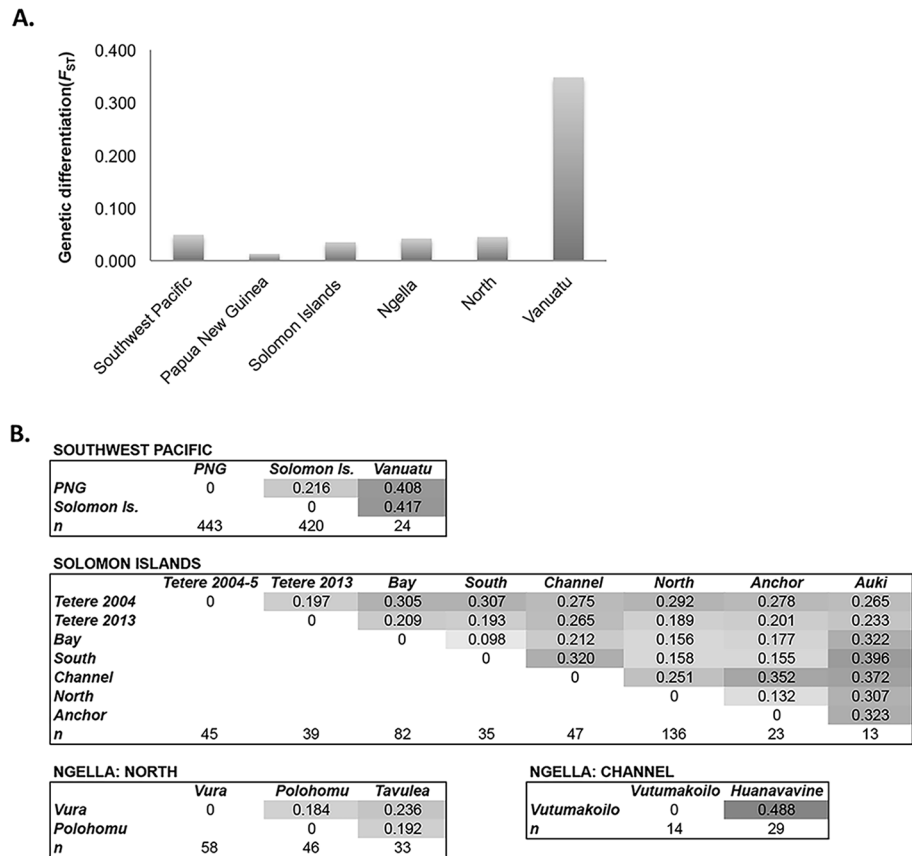 A.
Genetic differentiation(FST)
0.400
0.300
0.200
0.100
0.000
Southwest Pacific
Papua New Guinea
Solomon Islands
Ngella
North
Vanuatu
B.
SOUTHWEST PACIFIC
PNG Solomon Is. Vanuatu
PNG 0 0.216 0.408
Solomon Is. 0 0.417
n 443 420 24
SOLOMON ISLANDS
Tetere 2004-5 Tetere 2013 Bay South Channel North Anchor Auki
Tetere 2004 0 0.197 0.305 0.307 0.275 0.292 0.278 0.265
Tetere 2013 0 0.209 0.193 0.265 0.189 0.201 0.233
Bay 0 0.098 0.212 0.156 0.177 0.322
South 0 0.320 0.158 0.155 0.396
Channel 0 0.251 0.352 0.372
North 0 0.132 0.307
Anchor 0 0.323
n 45 39 82 35 47 136 23 13
NGELLA: NORTH
Vura Polohomu Tavulea
Vura 0 0.184 0.236
Polohomu 0 0.192
n 58 46 33
NGELLA: CHANNEL
Vutumakoilo Huanavavine
Vutumakoilo 0 0.488
n 14 29